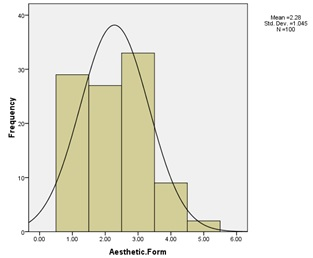 Mean =2.28
Std. Dev. =1.045
N =100
40
30
20
10
0
Frequency
0.00 1.00 2.00 3.00 4.00 5.00 6.00
Aesthetic.Form